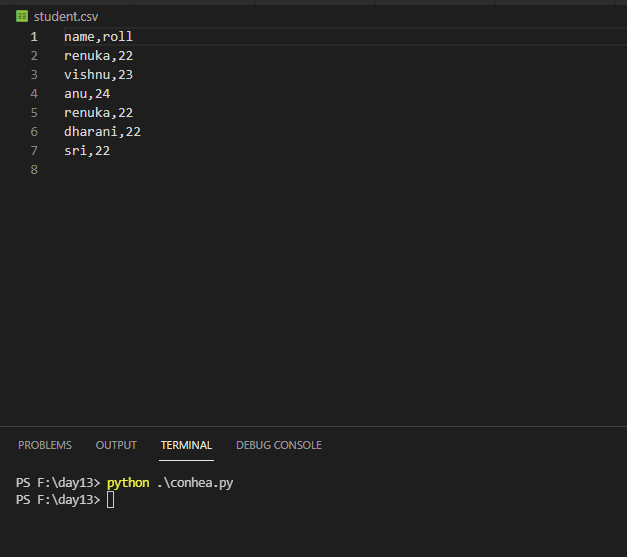 student.csv
1 name,roll
2 renuka,22
3 vishnu,23
4 anu,24
5 renuka,22
6 dharani,22
7 sri,22
8
PROBLEMS OUTPUT TERMINAL DEBUG CONSOLE
PS F:\day13> python .\conhea.py
PS F:\day13>